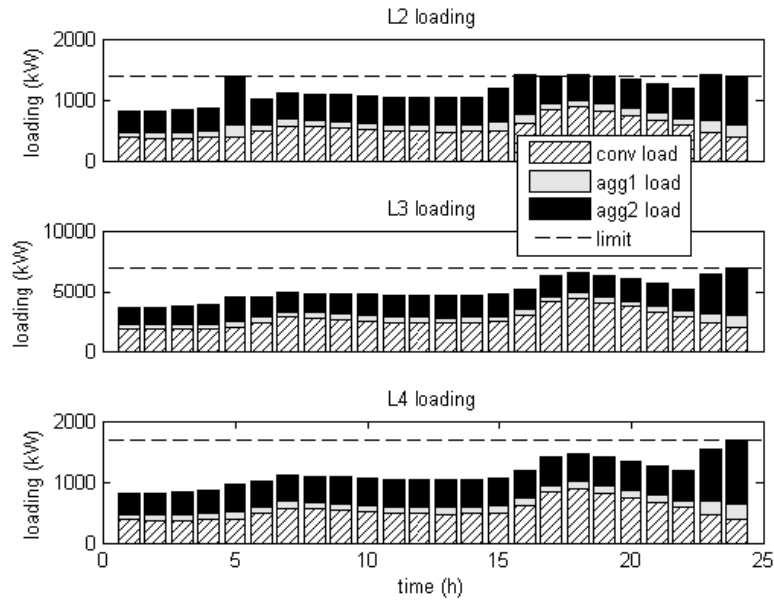 L2 loading
2000
1000
0
loading (kW)
conv load
agg1 load
agg2 load
limit
L3 loading
10000
5000
0
loading (kW)
L4 loading
2000
1000
0
loading (kW)
0 5 10 15 20 25
time (h)